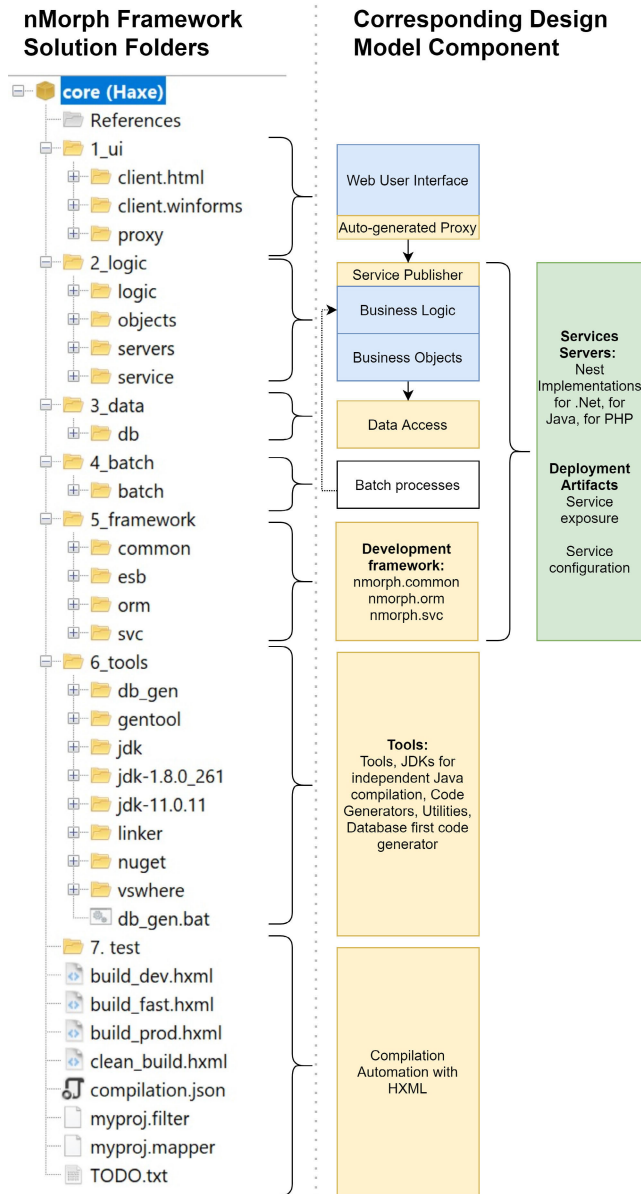 nMorph Framework
Solution Folders
Corresponding Design
Model Component
core (Haxe)
References
1_ui
client.html
client.winforms
proxy
2_logic
logic
objects
servers
service
3_data
db
4_batch
batch
5_framework
common
esb
orm
svc
6_tools
db_gen
gentool
jdk
jdk-1.8.0_261
jdk-11.0.11
linker
nuget
vswhere
db_gen.bat
7. test
build_dev.hxml
build_fast.hxml
build_prod.hxml
clean_build.hxml
compilation.json
myproj.filter
myproj.mapper
TODO.txt
Web User Interface
Auto-generated Proxy
Service Publisher
Business Logic
Business Objects
Data Access
Batch processes
Development
framework:
nmorph.common
nmorph.orm
nmorph.svc
Tools:
Tools, JDKs for
independent Java
compilation, Code
Generators, Utilities,
Database first code
generator
Compilation
Automation with
HXML
Services
Servers:
Nest
Implementations
for .Net, for
Java, for PHP
Deployment
Artifacts
Service
exposure
Service
configuration